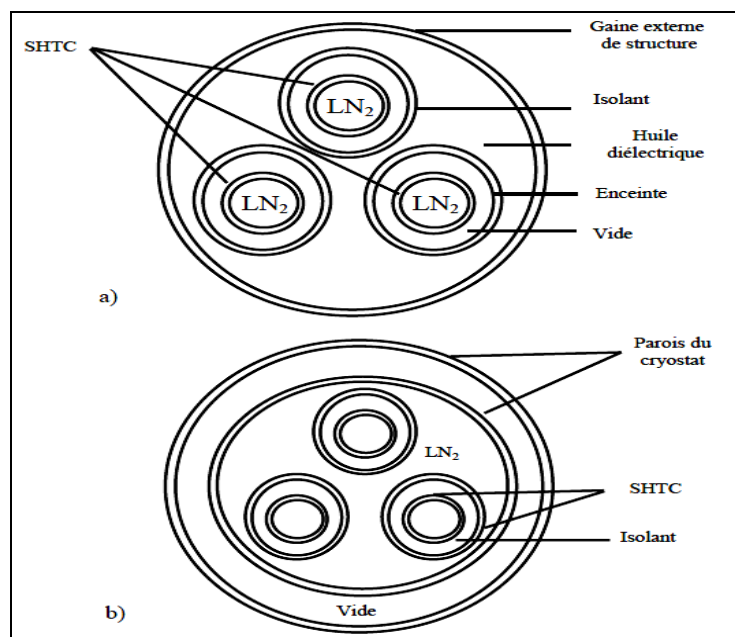 Gaine externe
de structure
SHTC
Isolant
LN₂
Huile
diélectrique
LN₂
LN₂
Enceinte
Vide
a)
Parois du
cryostat
LN₂
SHTC
Isolant
Vide
b)